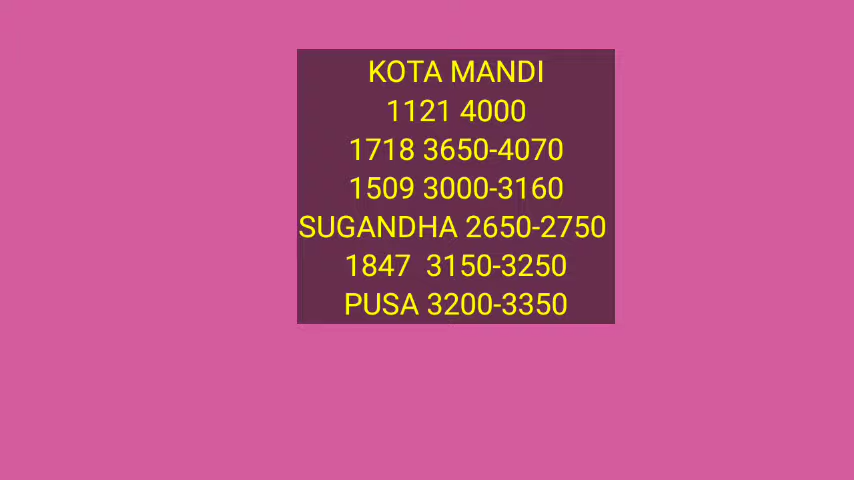 KOTA MANDI
1121 4000
1718 3650-4070
1509 3000-3160
SUGANDHA 2650-2750
1847  3150-3250
PUSA 3200-3350